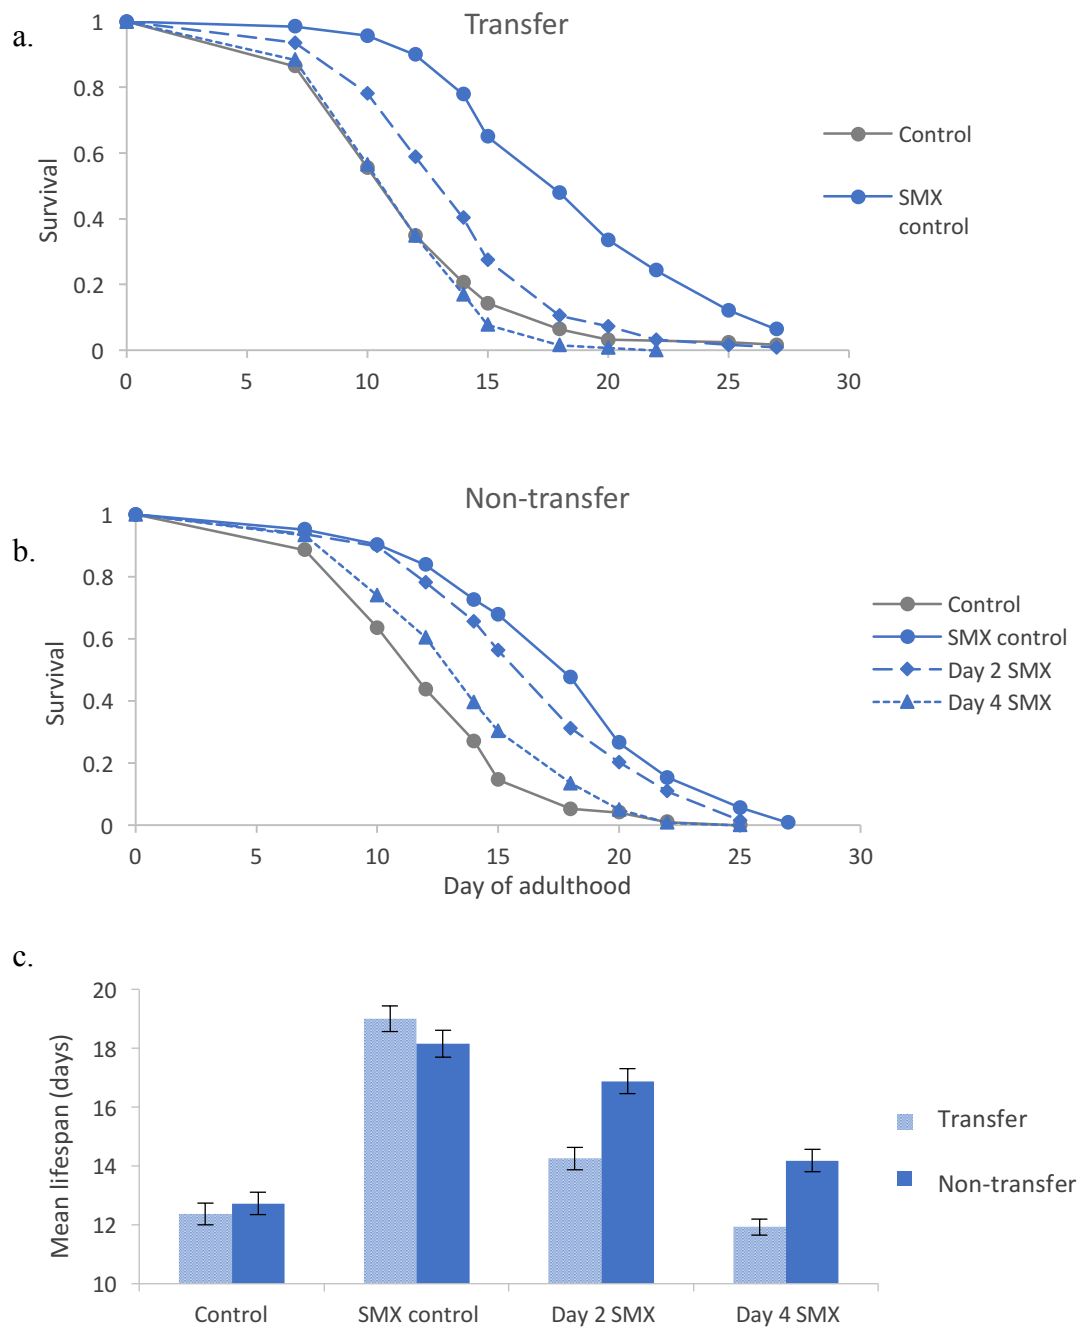 a.
Transfer
1
0.8
0.6
0.4
0.2
0
Survival
0 5 10 15 20 25 30
Control
SMX
control
b.
Non-transfer
1
0.8
0.6
0.4
0.2
0
Survival
0 5 10 15 20 25 30
Day of adulthood
Control
SMX control
Day 2 SMX
Day 4 SMX
c.
20
18
16
14
12
10
Mean lifespan (days)
Control SMX control Day 2 SMX Day 4 SMX
Transfer
Non-transfer